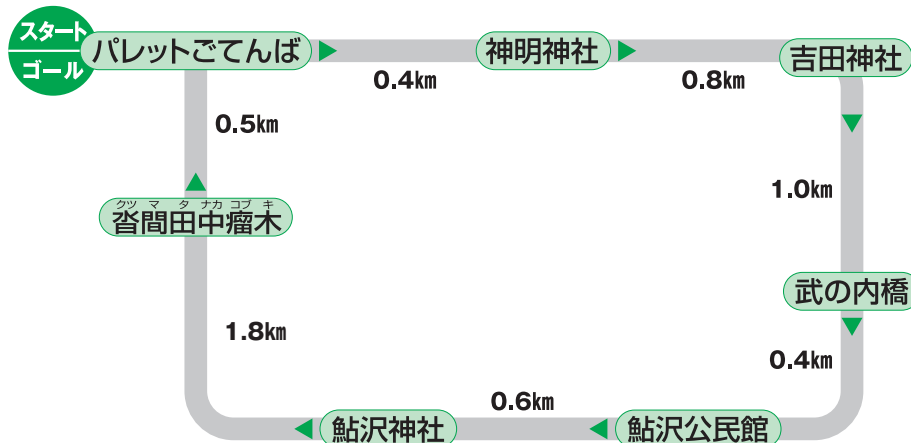 スタート
ゴール
パレットごてんば
0.4km
神明神社
0.8km
吉田神社
1.0km
武の内橋
0.4km
鮎沢公民館
0.6km
鮎沢神社
1.8km
クツ マ タ ナカ コブ キ
沓間田中瘤木
0.5km